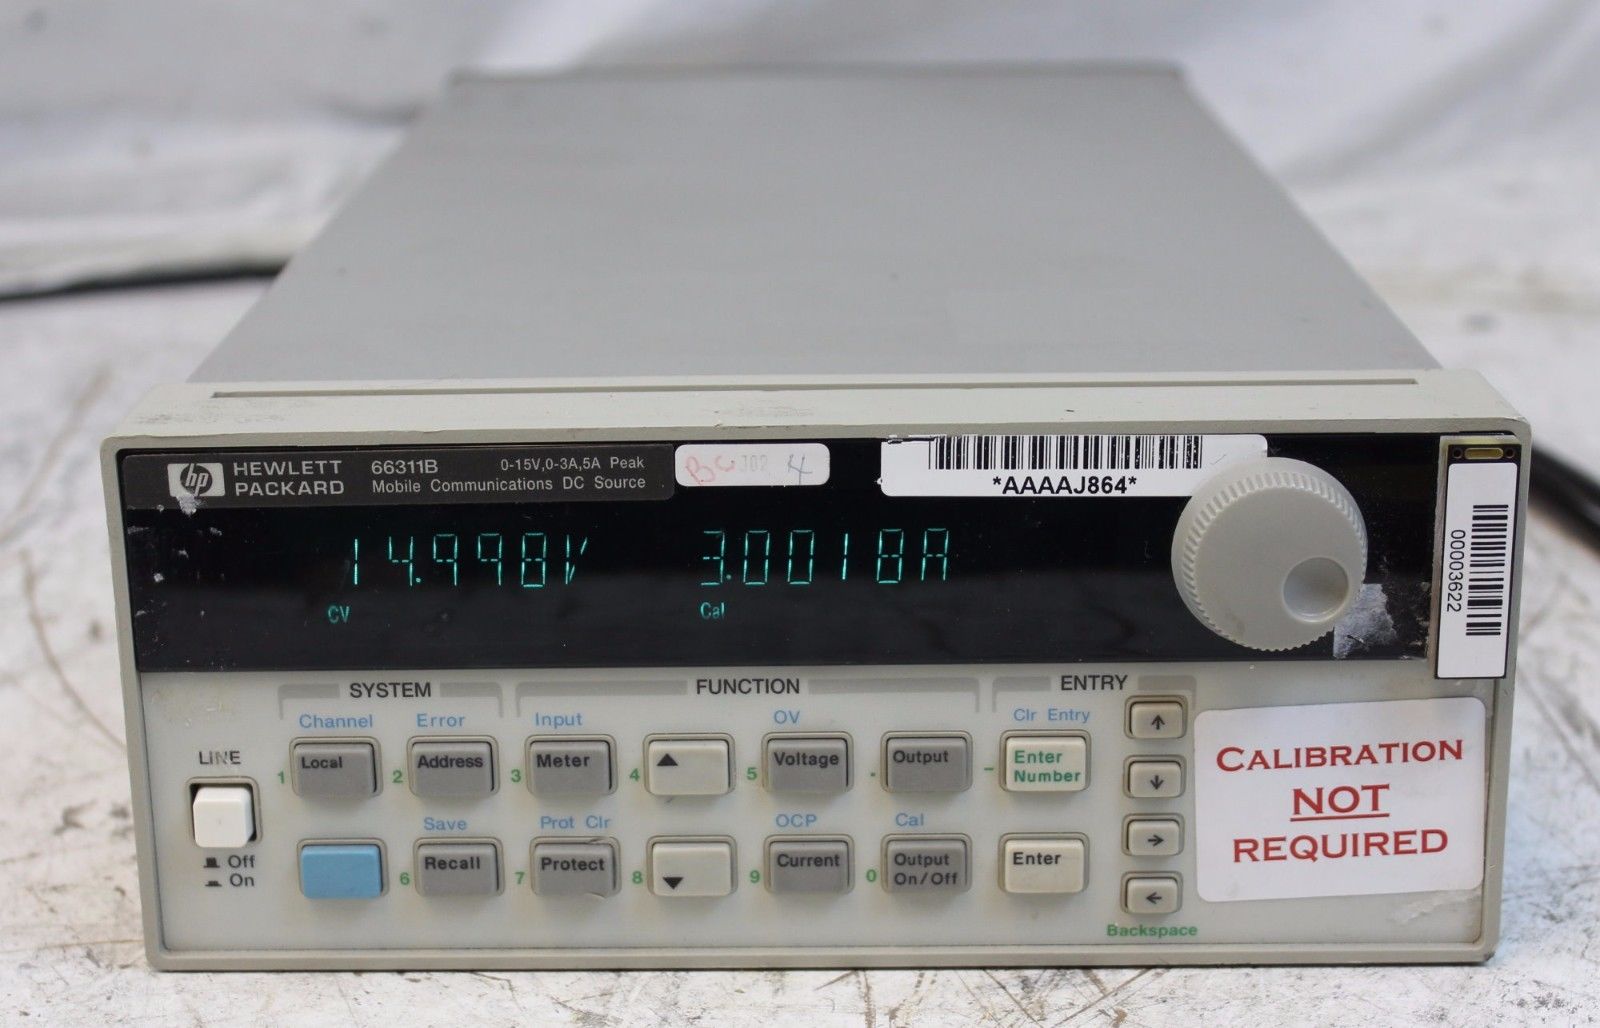 hp HEWLETT PACKARD
66311B 0-15V,0-3A,5A Peak
Mobile Communications DC Source
J02 4
*AAAAJ864*
14.998V 3.0018A
CV Cal
00003622
SYSTEM FUNCTION ENTRY
Channel Error Input OV Clr Entry
LINE
1 Local 2 Address 3 Meter 4 ▲ 5 Voltage . Output - Enter Number ↑
↓
Save Prot Clr OCP Cal
Off
On
6 Recall 7 Protect 8 ▼ 9 Current 0 Output On/Off Enter →
←
Backspace
CALIBRATION
NOT
REQUIRED